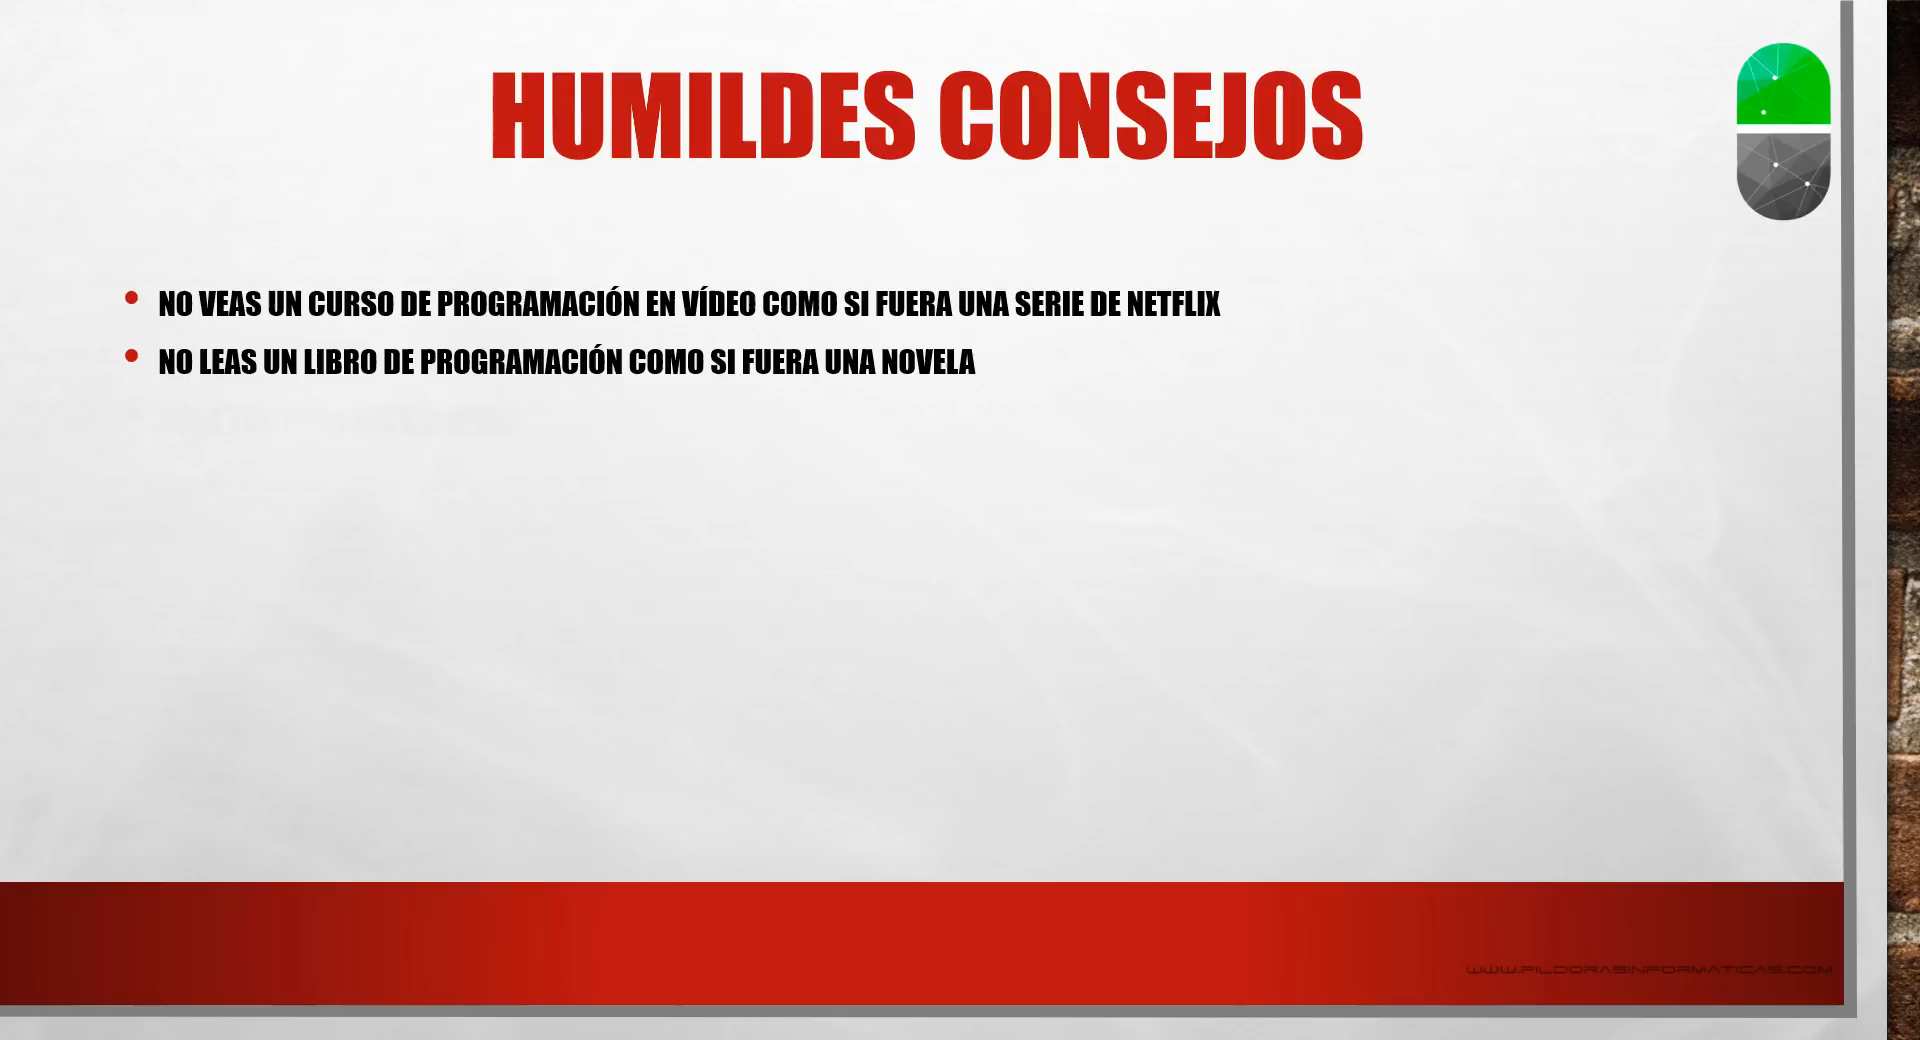 HUMILDES CONSEJOS
• NO VEAS UN CURSO DE PROGRAMACIÓN EN VÍDEO COMO SI FUERA UNA SERIE DE NETFLIX
• NO LEAS UN LIBRO DE PROGRAMACIÓN COMO SI FUERA UNA NOVELA
WWW.PILDORASINFORMATICAS.COM